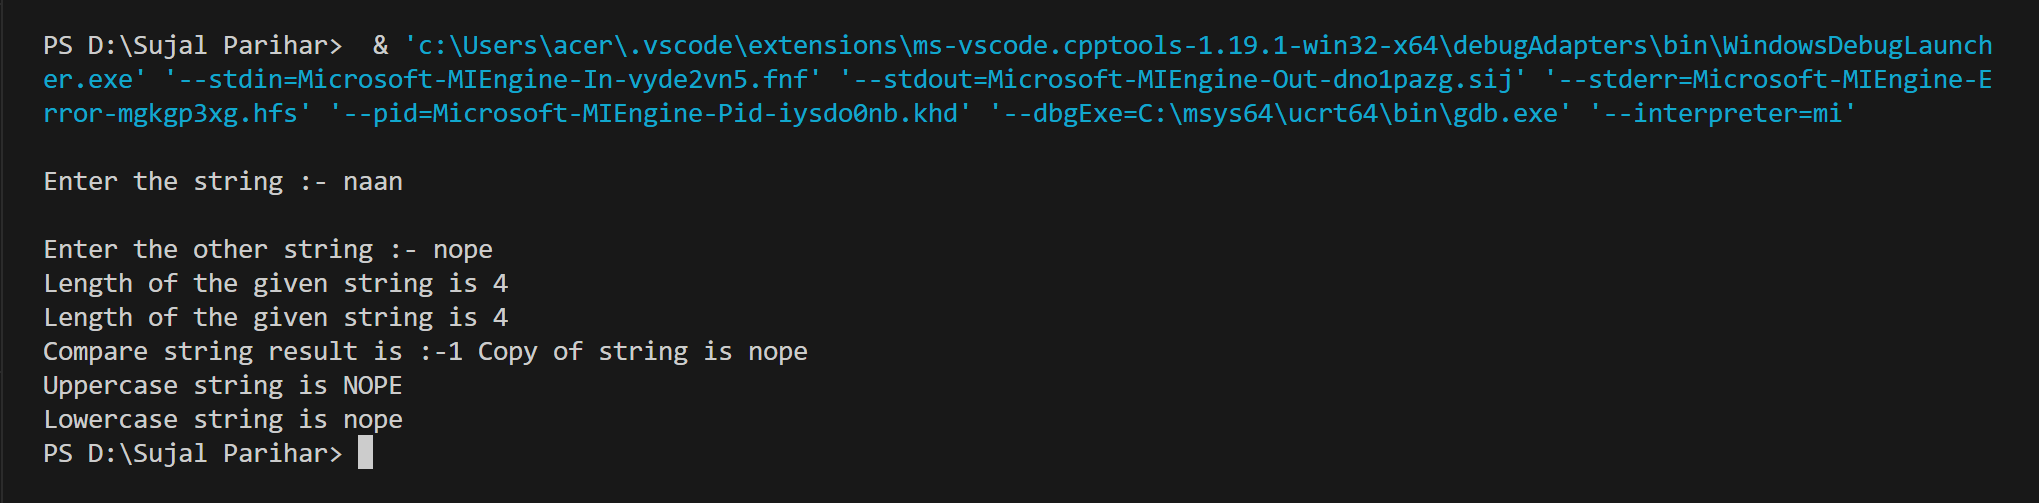 PS D:\Sujal Parihar>  & 'c:\Users\acer\.vscode\extensions\ms-vscode.cpptools-1.19.1-win32-x64\debugAdapters\bin\WindowsDebugLaunch
er.exe' '--stdin=Microsoft-MIEngine-In-vyde2vn5.fnf' '--stdout=Microsoft-MIEngine-Out-dno1pazg.sij' '--stderr=Microsoft-MIEngine-E
rror-mgkgp3xg.hfs' '--pid=Microsoft-MIEngine-Pid-iysdo0nb.khd' '--dbgExe=C:\msys64\ucrt64\bin\gdb.exe' '--interpreter=mi'
Enter the string :- naan
Enter the other string :- nope
Length of the given string is 4
Length of the given string is 4
Compare string result is :-1 Copy of string is nope
Uppercase string is NOPE
Lowercase string is nope
PS D:\Sujal Parihar>